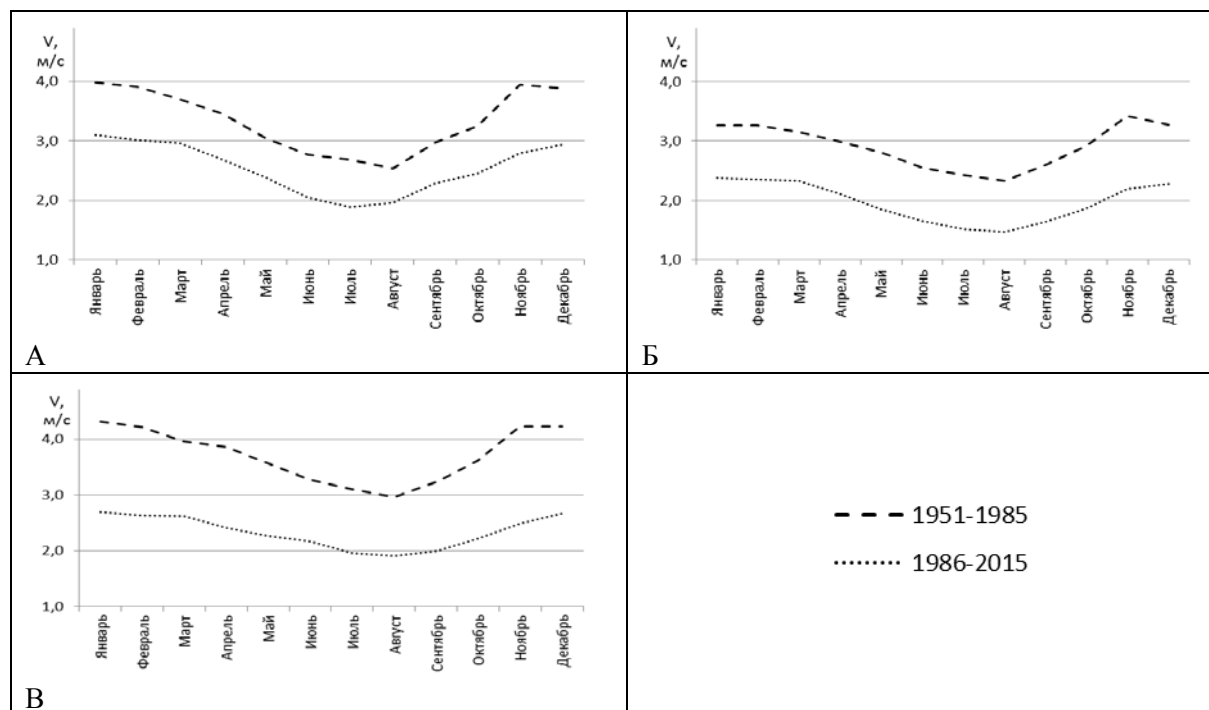 V,
м/с
4,0
3,0
2,0
1,0
Январь
Февраль
Март
Апрель
Май
Июнь
Июль
Август
Сентябрь
Октябрь
Ноябрь
Декабрь
А
V,
м/с
4,0
3,0
2,0
1,0
Январь
Февраль
Март
Апрель
Май
Июнь
Июль
Август
Сентябрь
Октябрь
Ноябрь
Декабрь
Б
V,
м/с
4,0
3,0
2,0
1,0
Январь
Февраль
Март
Апрель
Май
Июнь
Июль
Август
Сентябрь
Октябрь
Ноябрь
Декабрь
В
1951-1985
1986-2015